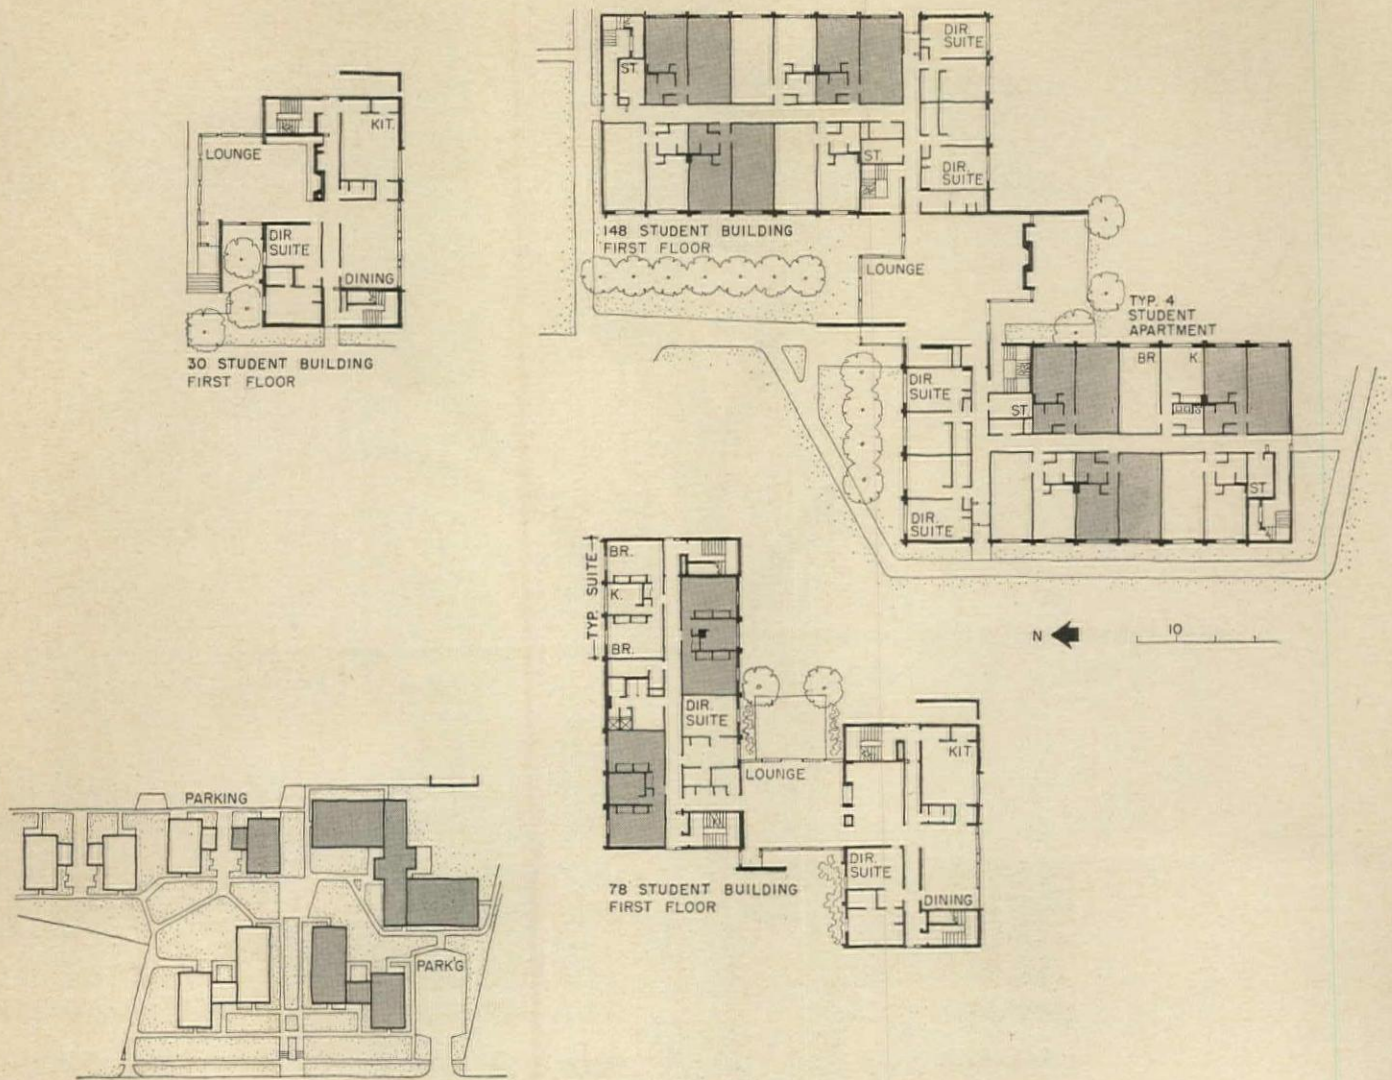 KIT.
LOUNGE
DIR
SUITE
DINING
30 STUDENT BUILDING
FIRST FLOOR
ST.
DIR.
SUITE
ST.
DIR.
SUITE
148 STUDENT BUILDING
FIRST FLOOR
LOUNGE
TYP. 4
STUDENT
APARTMENT
BR
K.
DIR.
SUITE
ST.
ST.
DIR.
SUITE
N
10
TYP. SUITE
BR.
K.
BR.
DIR.
SUITE
LOUNGE
KIT
DIR.
SUITE
DINING
78 STUDENT BUILDING
FIRST FLOOR
PARKING
PARK'G